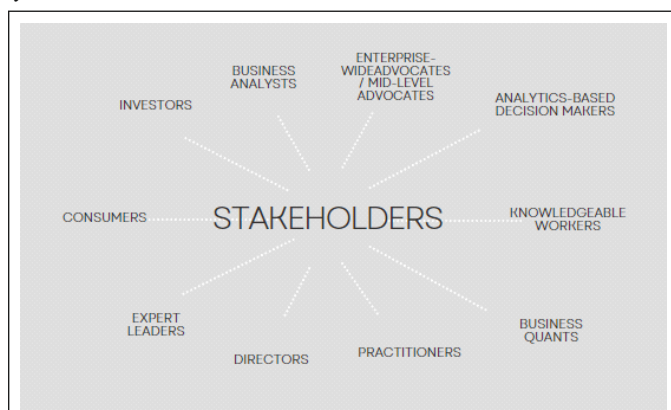 ENTERPRISE-
WIDEADVOCATES
/ MID-LEVEL
ADVOCATES
BUSINESS
ANALYSTS
INVESTORS
ANALYTICS-BASED
DECISION MAKERS
CONSUMERS
STAKEHOLDERS
KNOWLEDGEABLE
WORKERS
EXPERT
LEADERS
DIRECTORS
PRACTITIONERS
BUSINESS
QUANTS